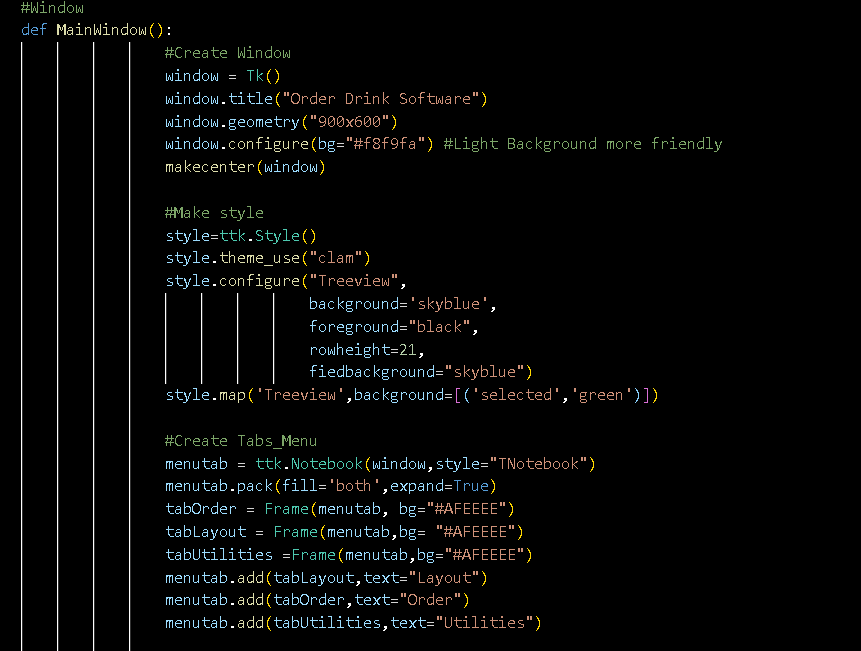 #Window
def MainWindow():
#Create Window
window = Tk()
window.title("Order Drink Software")
window.geometry("900x600")
window.configure(bg="#f8f9fa") #Light Background more friendly
makecenter(window)
#Make style
style=ttk.Style()
style.theme_use("clam")
style.configure("Treeview",
background='skyblue',
foreground="black",
rowheight=21,
fiedbackground="skyblue")
style.map('Treeview',background=[('selected','green')])
#Create Tabs_Menu
menutab = ttk.Notebook(window,style="TNotebook")
menutab.pack(fill='both',expand=True)
tabOrder = Frame(menutab, bg="#AFEEEE")
tabLayout = Frame(menutab,bg= "#AFEEEE")
tabUtilities =Frame(menutab,bg="#AFEEEE")
menutab.add(tabLayout,text="Layout")
menutab.add(tabOrder,text="Order")
menutab.add(tabUtilities,text="Utilities")